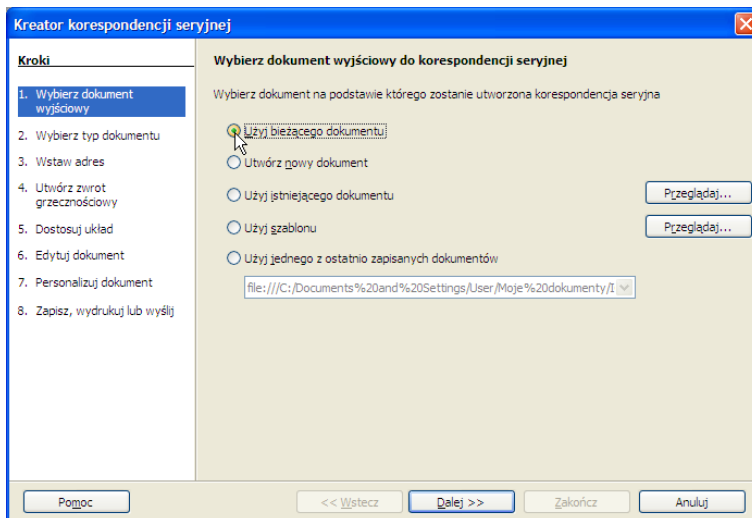 Kreator korespondencji seryjnej
Kroki
1. Wybierz dokument
wyjściowy
2. Wybierz typ dokumentu
3. Wstaw adres
4. Utwórz zwrot
grzecznościowy
5. Dostosuj układ
6. Edytuj dokument
7. Personalizuj dokument
8. Zapisz, wydrukuj lub wyślij
Wybierz dokument wyjściowy do korespondencji seryjnej
Wybierz dokument na podstawie którego zostanie utworzona korespondencja seryjna
Użyj bieżącego dokumentu
Utwórz nowy dokument
Użyj istniejącego dokumentu
Przeglądaj...
Użyj szablonu
Przeglądaj...
Użyj jednego z ostatnio zapisanych dokumentów
file:///C:/Documents%20and%20Settings/User/Moje%20dokumenty/I
Pomoc
<< Wstecz
Dalej >>
Zakończ
Anuluj